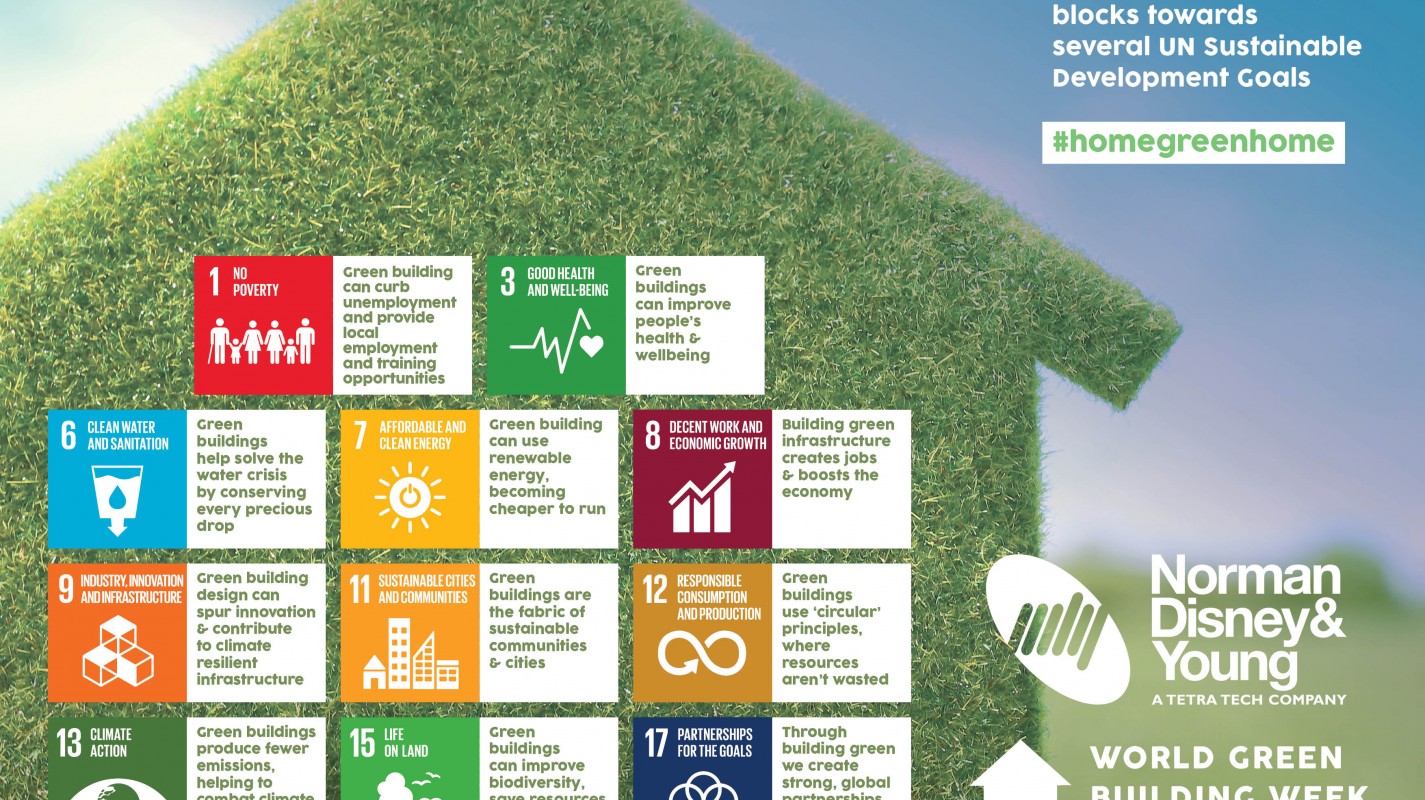 blocks towards
several UN Sustainable
Development Goals
#homegreenhome
1 NO
POVERTY
Green building
can curb
unemployment
and provide
local
employment
and training
opportunities
3 GOOD HEALTH
AND WELL-BEING
Green
buildings
can improve
people's
health &
wellbeing
6 CLEAN WATER
AND SANITATION
Green
buildings
help solve the
water crisis
by conserving
every precious
drop
7 AFFORDABLE AND
CLEAN ENERGY
Green building
can use
renewable
energy,
becoming
cheaper to run
8 DECENT WORK AND
ECONOMIC GROWTH
Building green
infrastructure
creates jobs
& boosts the
economy
9 INDUSTRY, INNOVATION
AND INFRASTRUCTURE
Green building
design can
spur innovation
& contribute
to climate
resilient
infrastructure
11 SUSTAINABLE CITIES
AND COMMUNITIES
Green
buildings are
the fabric of
sustainable
communities
& cities
12 RESPONSIBLE
CONSUMPTION
AND PRODUCTION
Green
buildings
use 'circular'
principles,
where
resources
aren't wasted
13 CLIMATE
ACTION
Green buildings
produce fewer
emissions,
helping to
combat climate
15 LIFE
ON LAND
Green
buildings
can improve
biodiversity,
save resources
17 PARTNERSHIPS
FOR THE GOALS
Through
building green
we create
strong, global
partnerships
Norman
Disney &
Young
A TETRA TECH COMPANY
WORLD GREEN
BUILDING WEEK